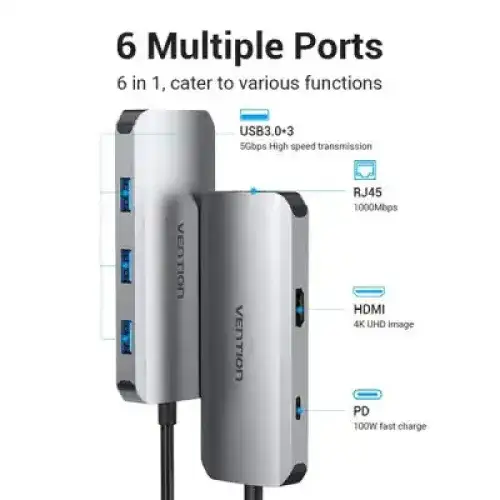 6 Multiple Ports
6 in 1, cater to various functions
USB3.0*3
5Gbps High speed transmission
RJ45
1000Mbps
VENTION
VENTION
HDMI
4K UHD image
PD
100W fast charge